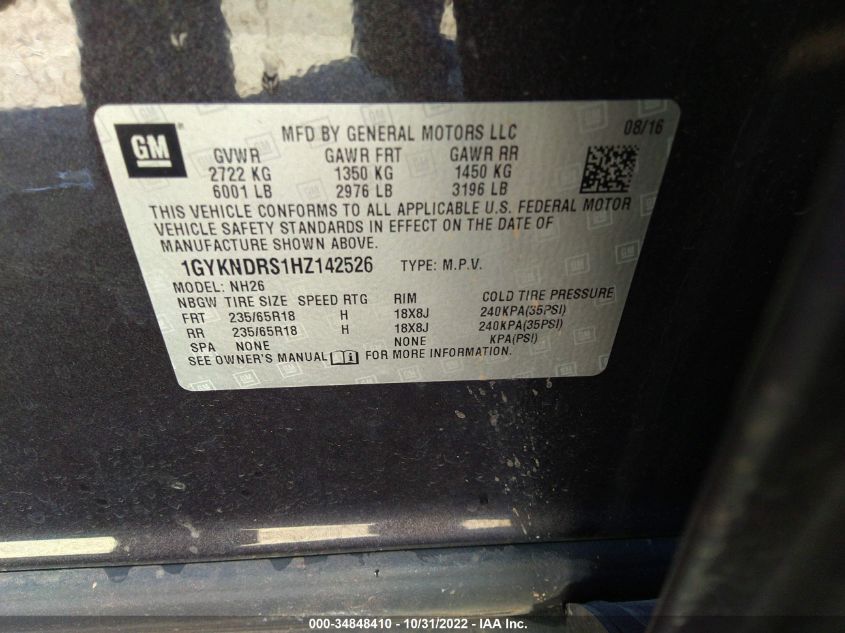 GM
MFD BY GENERAL MOTORS LLC 08/16
GVWR GAWR FRT GAWR RR
2722 KG 1350 KG 1450 KG
6001 LB 2976 LB 3196 LB
THIS VEHICLE CONFORMS TO ALL APPLICABLE U.S. FEDERAL MOTOR
VEHICLE SAFETY STANDARDS IN EFFECT ON THE DATE OF
MANUFACTURE SHOWN ABOVE.
1GYKNDRS1HZ142526 TYPE: M.P.V.
MODEL: NH26
NBGW TIRE SIZE SPEED RTG RIM COLD TIRE PRESSURE
FRT 235/65R18 H 18X8J 240KPA(35PSI)
RR 235/65R18 H 18X8J 240KPA(35PSI)
SPA NONE NONE KPA(PSI)
SEE OWNER'S MANUAL FOR MORE INFORMATION.
000-34848410 - 10/31/2022 - IAA Inc.